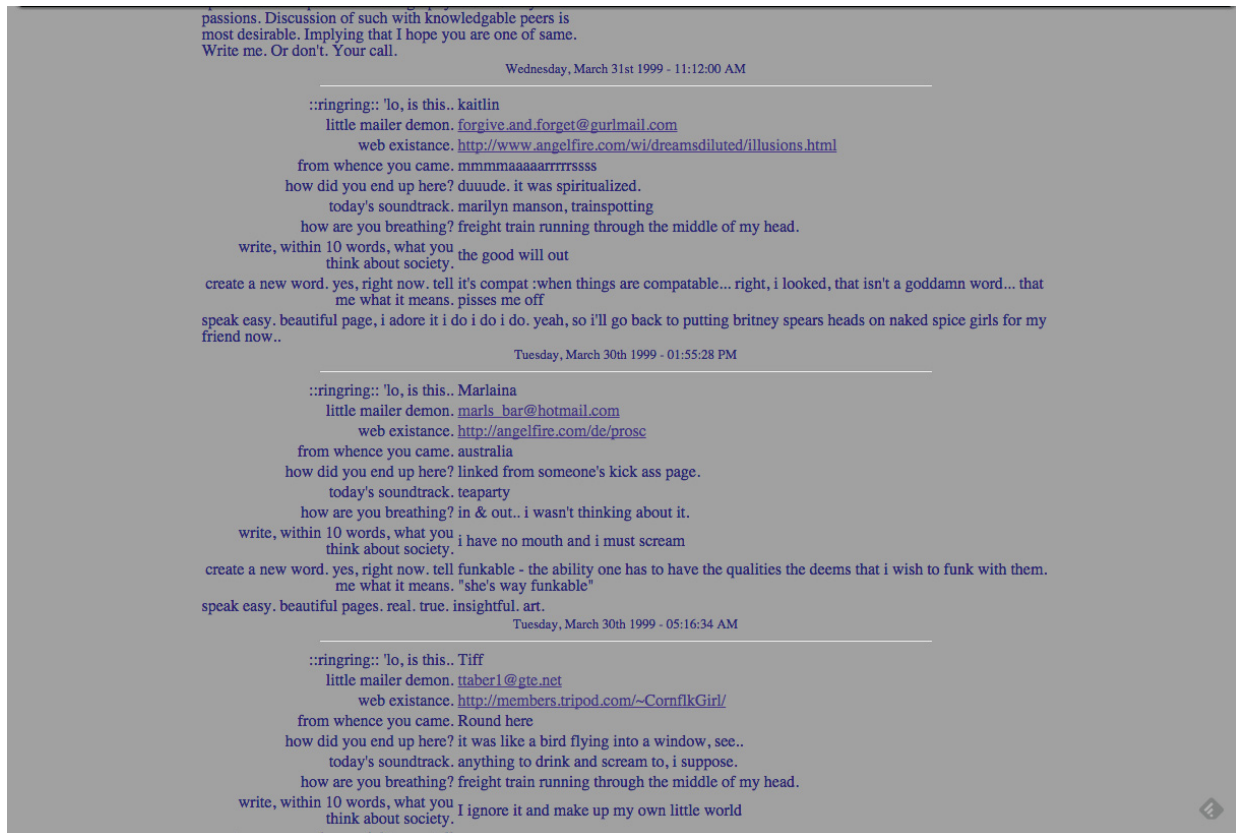 passions. Discussion of such with knowledgable peers is
most desirable. Implying that I hope you are one of same.
Write me. Or don't. Your call.
Wednesday, March 31st 1999 - 11:12:00 AM
::ringring:: 'lo, is this.. kaitlin
little mailer demon. forgive.and.forget@gurlmail.com
web existance. http://www.angelfire.com/wi/dreamsdiluted/illusions.html
from whence you came. mmmmaaaaarrrrrssss
how did you end up here? duuude. it was spiritualized.
today's soundtrack. marilyn manson, trainspotting
how are you breathing? freight train running through the middle of my head.
write, within 10 words, what you think about society. the good will out
create a new word. yes, right now. tell it's compat :when things are compatable... right, i looked, that isn't a goddamn word... that
me what it means. pisses me off
speak easy. beautiful page, i adore it i do i do i do. yeah, so i'll go back to putting britney spears heads on naked spice girls for my
friend now..
Tuesday, March 30th 1999 - 01:55:28 PM
::ringring:: 'lo, is this.. Marlaina
little mailer demon. marls_bar@hotmail.com
web existance. http://angelfire.com/de/prosc
from whence you came. australia
how did you end up here? linked from someone's kick ass page.
today's soundtrack. teaparty
how are you breathing? in & out.. i wasn't thinking about it.
write, within 10 words, what you think about society. i have no mouth and i must scream
create a new word. yes, right now. tell funkable - the ability one has to have the qualities the deems that i wish to funk with them.
me what it means. "she's way funkable"
speak easy. beautiful pages. real. true. insightful. art.
Tuesday, March 30th 1999 - 05:16:34 AM
::ringring:: 'lo, is this.. Tiff
little mailer demon. ttaber1@gte.net
web existance. http://members.tripod.com/~CornflkGirl/
from whence you came. Round here
how did you end up here? it was like a bird flying into a window, see..
today's soundtrack. anything to drink and scream to, i suppose.
how are you breathing? freight train running through the middle of my head.
write, within 10 words, what you think about society. I ignore it and make up my own little world